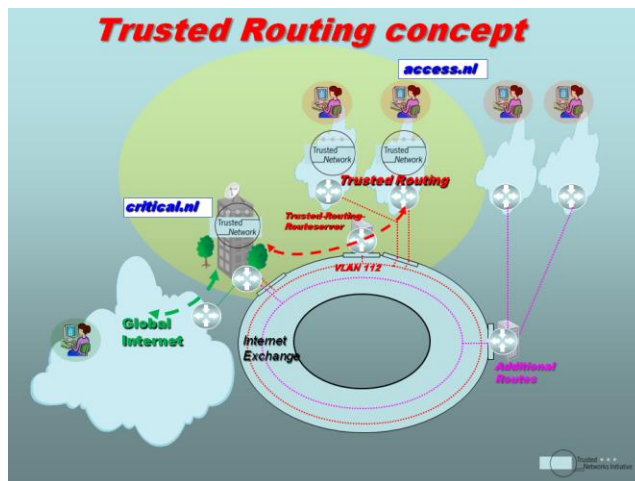 Trusted Routing concept
access.nl
Trusted
Network
Trusted
Network
Trusted Routing
critical.nl
Trusted
Network
Trusted-Routing-
Routeserver
VLAN 112
Global
Internet
Internet
Exchange
Additional
Routes
Trusted
Networks Initiative